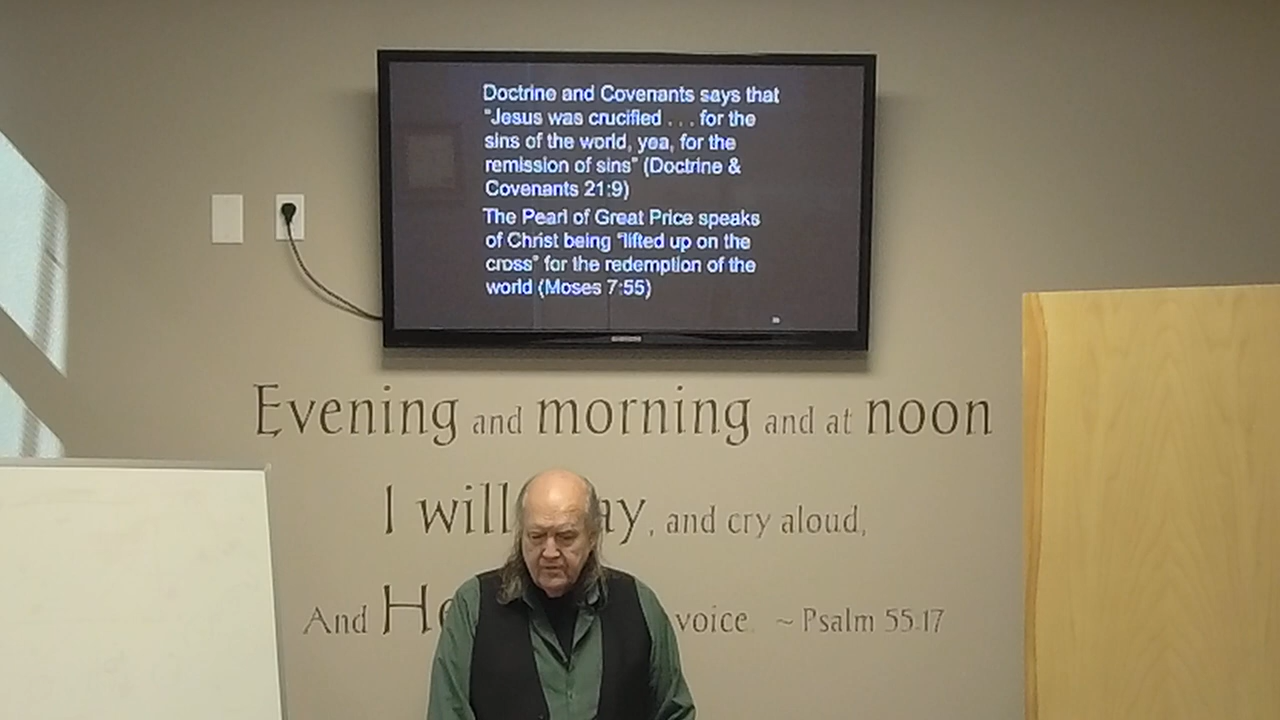 Doctrine and Covenants says that
"Jesus was crucified . . . for the
sins of the world, yea, for the
remission of sins" (Doctrine &
Covenants 21:9)
The Pearl of Great Price speaks
of Christ being "lifted up on the
cross" for the redemption of the
world (Moses 7:55)
Evening and morning and at noon
I will ay, and cry aloud,
And He voice. ~ Psalm 55:17